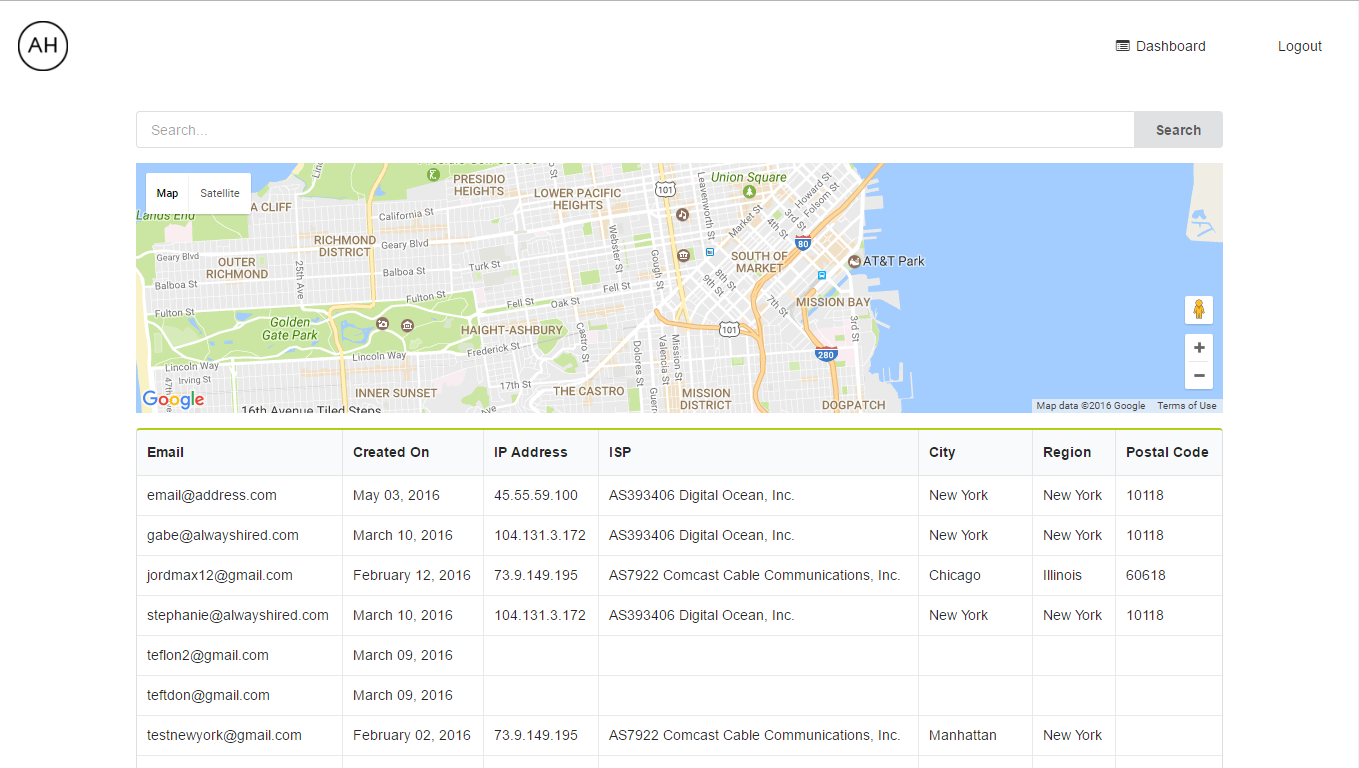 AH
Dashboard
Logout
Search...
Search
Map
Satellite
Lands End
A CLIFF
PRESIDIO
HEIGHTS
LOWER PACIFIC
HEIGHTS
Union Square
California St
101
Leavenworth St
Howard St
Folsom St
Market St
3rd St
4th St
80
RICHMOND
DISTRICT
Geary Blvd
Geary Blvd
OUTER
RICHMOND
25th Ave
Balboa St
Balboa St
Turk St
Webster St
Gough St
SOUTH OF
MARKET
8th St
9th St
7th St
AT&T Park
MISSION BAY
3rd St
Fulton St
Fulton St
Fell St
Fell St
Oak St
Golden
Gate Park
HAIGHT-ASHBURY
101
280
Lincoln Way
Lincoln Way
Frederick St
Castro St
Dolores St
Valencia St
Mission St
Irving St
47th
INNER SUNSET
17th St
THE CASTRO
MISSION
DISTRICT
DOGPATCH
Google
16th Avenue Tiled Steps
Map data ©2016 Google
Terms of Use
Email Created On IP Address ISP City Region Postal Code
email@address.com May 03, 2016 45.55.59.100 AS393406 Digital Ocean, Inc. New York New York 10118
gabe@alwayshired.com March 10, 2016 104.131.3.172 AS393406 Digital Ocean, Inc. New York New York 10118
jordmax12@gmail.com February 12, 2016 73.9.149.195 AS7922 Comcast Cable Communications, Inc. Chicago Illinois 60618
stephanie@alwayshired.com March 10, 2016 104.131.3.172 AS393406 Digital Ocean, Inc. New York New York 10118
teflon2@gmail.com March 09, 2016
teftdon@gmail.com March 09, 2016
testnewyork@gmail.com February 02, 2016 73.9.149.195 AS7922 Comcast Cable Communications, Inc. Manhattan New York